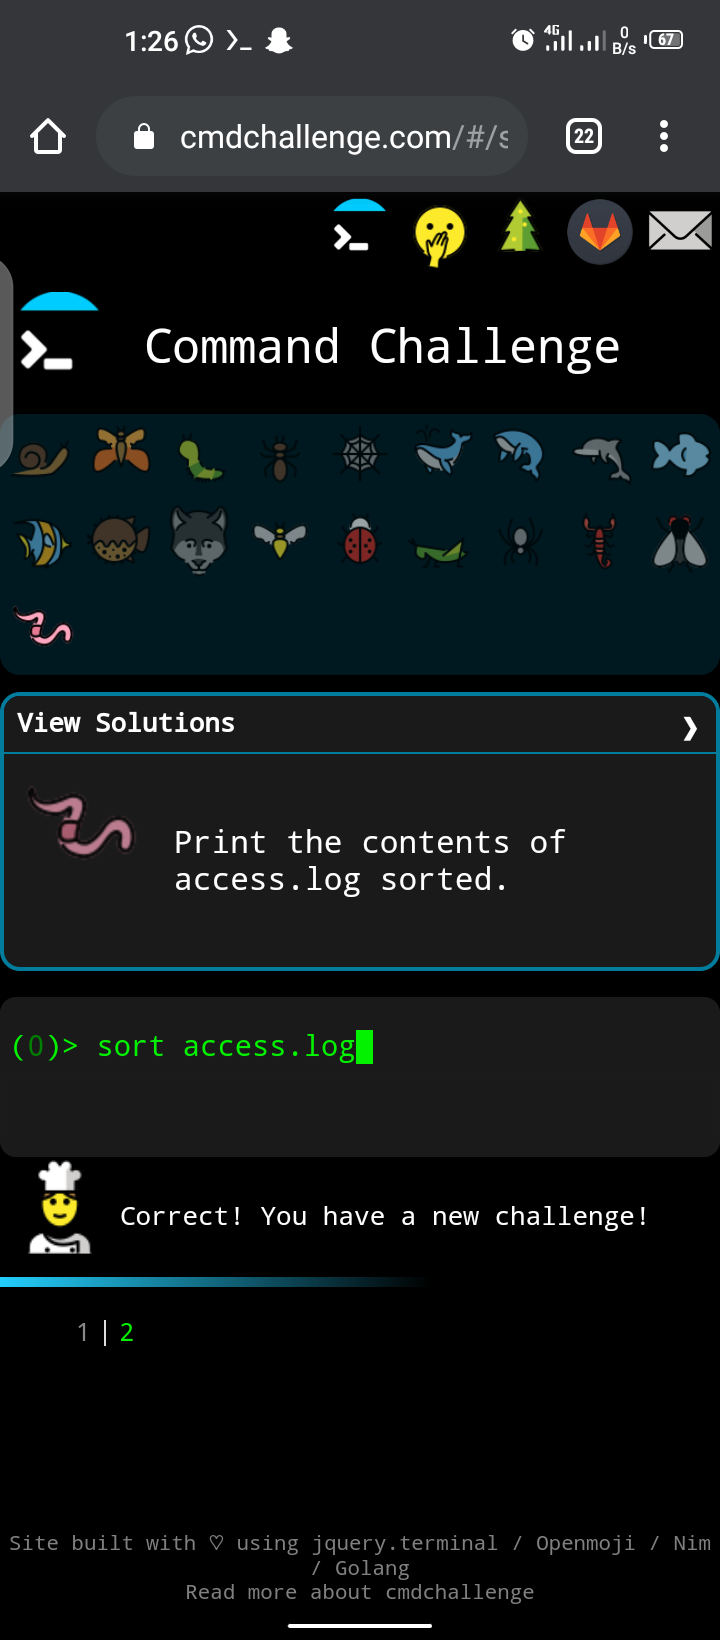 1:26
4G
0
B/s
67
cmdchallenge.com/#/s
22
Command Challenge
View Solutions
Print the contents of
access.log sorted.
(0)> sort access.log
Correct! You have a new challenge!
1 | 2
Site built with ♡ using jquery.terminal / Openmoji / Nim
/ Golang
Read more about cmdchallenge